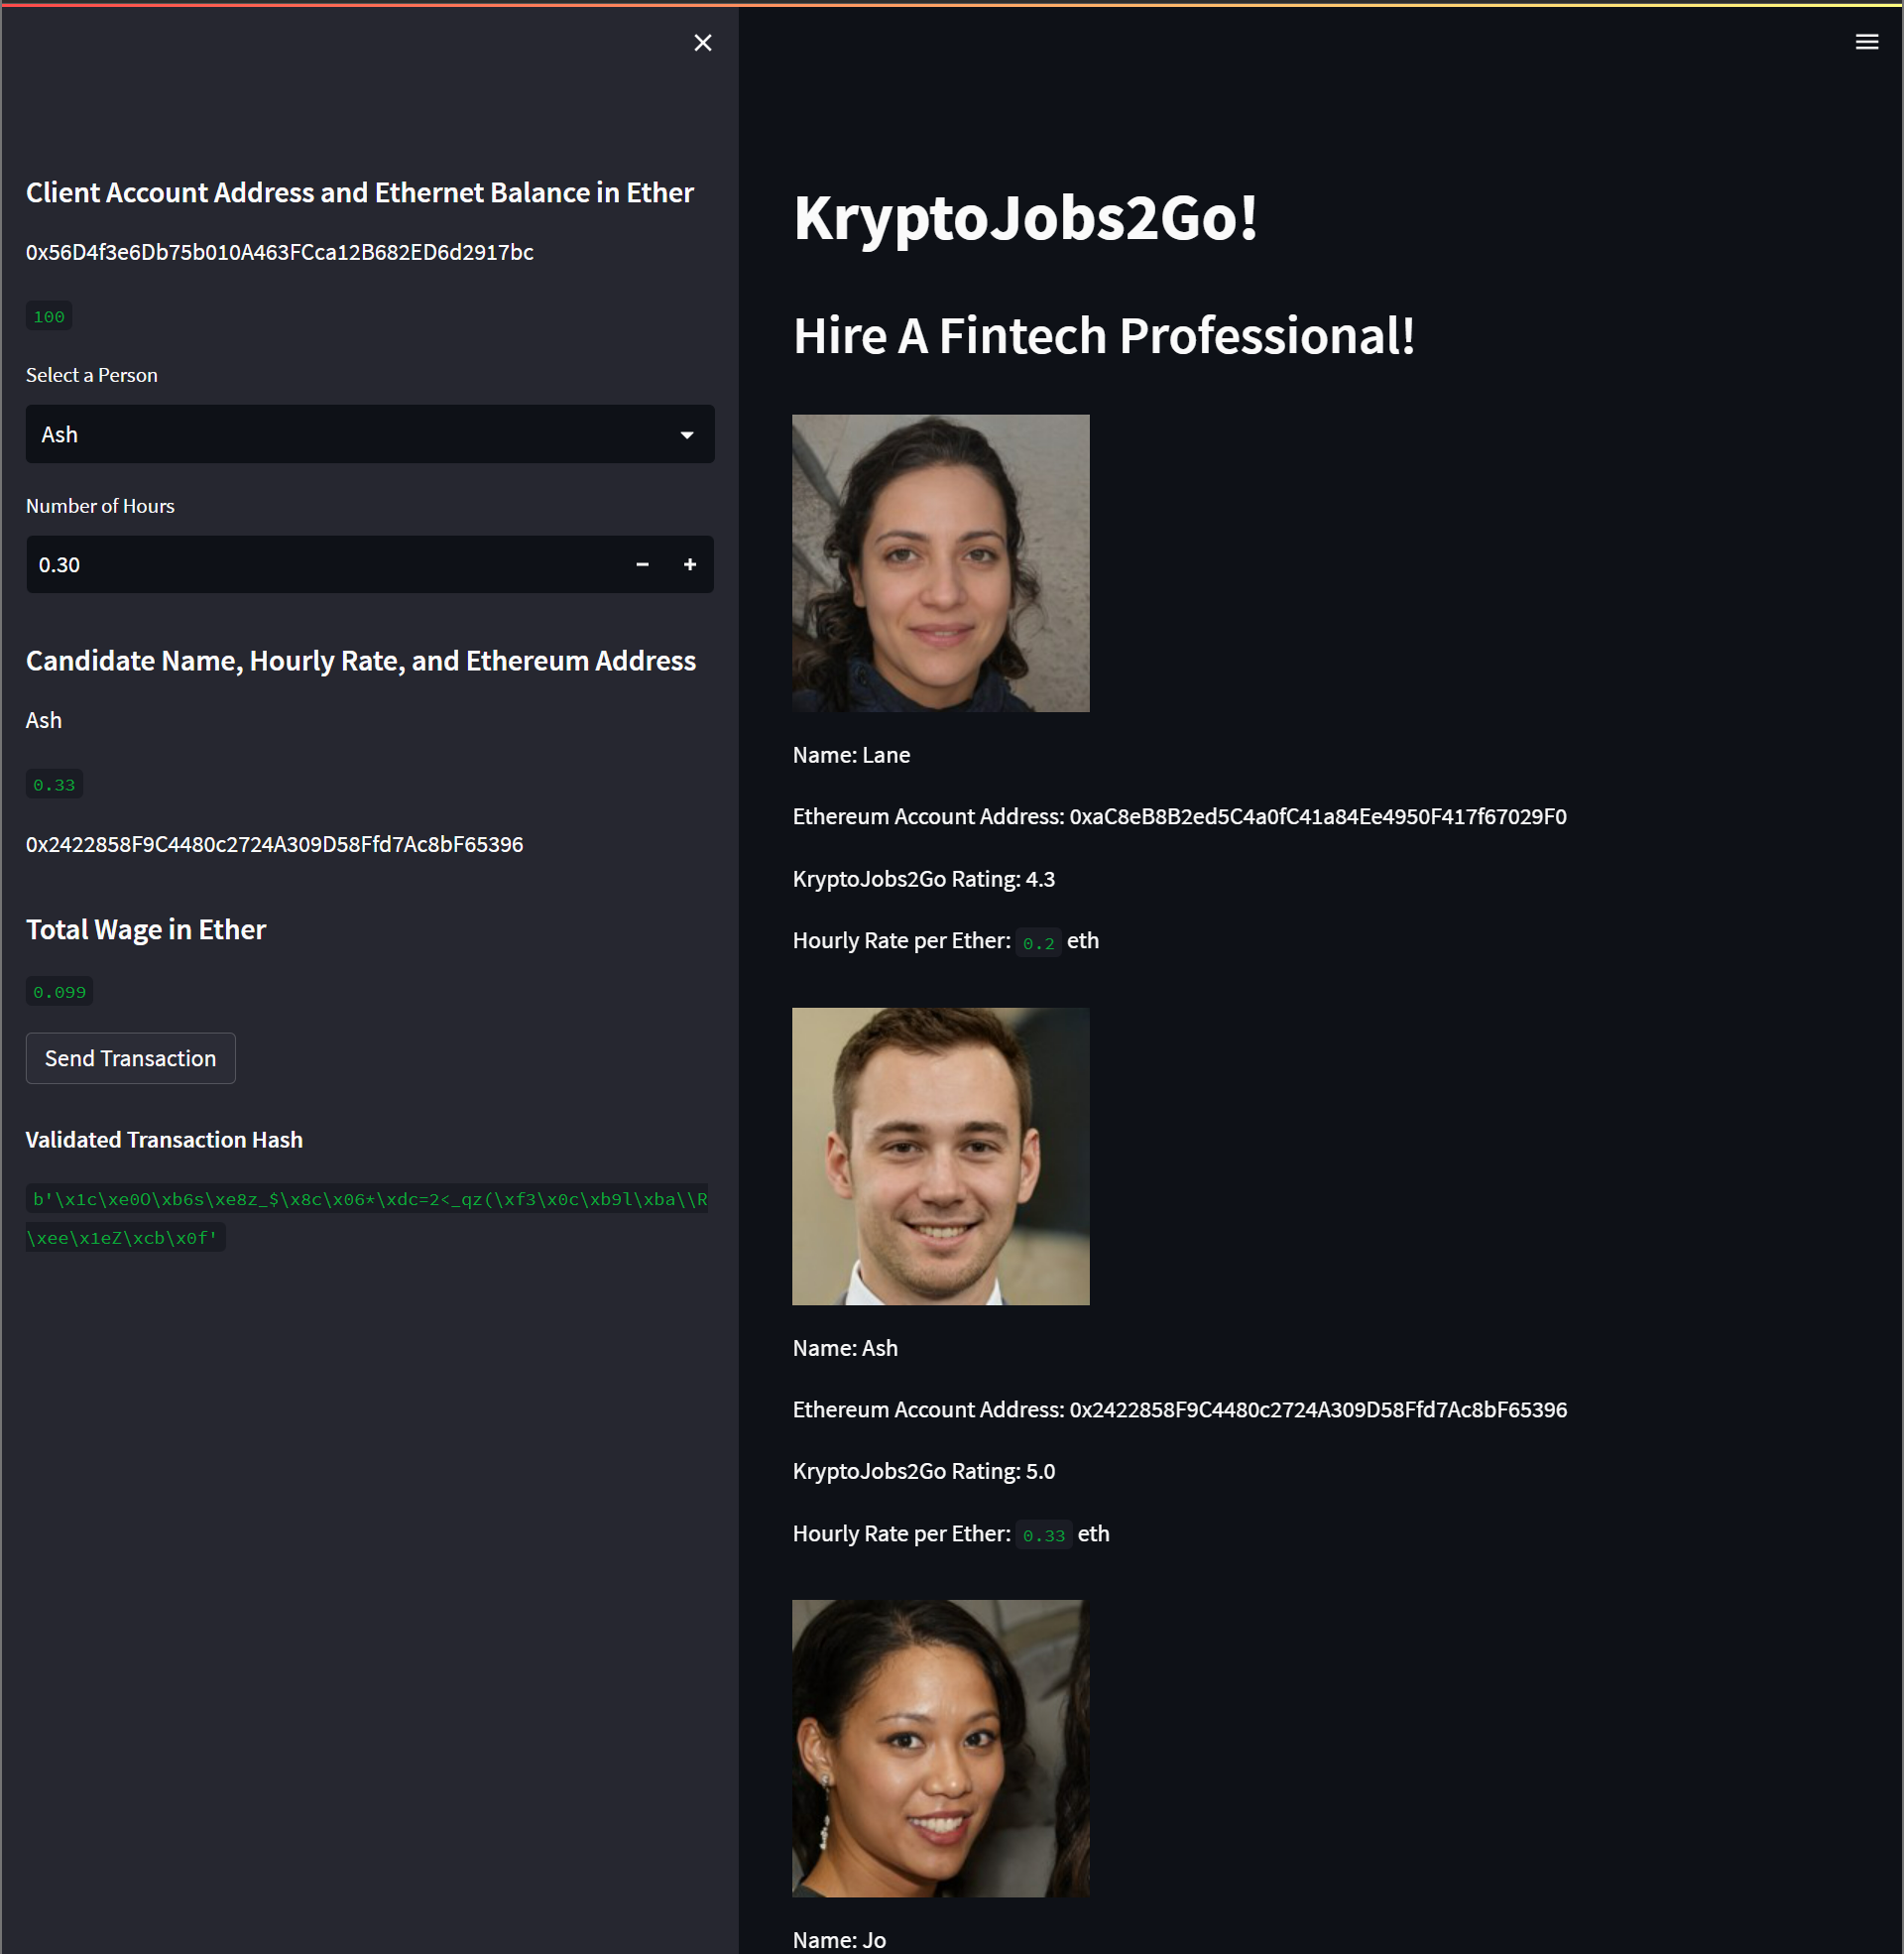 Client Account Address and Ethernet Balance in Ether
0x56D4f3e6Db75b010A463FCca12B682ED6d2917bc
100
Select a Person
Ash
Number of Hours
0.30
Candidate Name, Hourly Rate, and Ethereum Address
Ash
0.33
0x2422858F9C4480c2724A309D58Ffd7Ac8bF65396
Total Wage in Ether
0.099
Send Transaction
Validated Transaction Hash
b'\x1c\xe0O\xb6s\xe8z_$\x8c\x06*\xdc=2<_qz(\xf3\x0c\xb9l\xba\\R
\xee\x1eZ\xcb\x0f'
KryptoJobs2Go!
Hire A Fintech Professional!
Name: Lane
Ethereum Account Address: 0xaC8eB8B2ed5C4a0fC41a84Ee4950F417f67029F0
KryptoJobs2Go Rating: 4.3
Hourly Rate per Ether: 0.2 eth
Name: Ash
Ethereum Account Address: 0x2422858F9C4480c2724A309D58Ffd7Ac8bF65396
KryptoJobs2Go Rating: 5.0
Hourly Rate per Ether: 0.33 eth
Name: Jo